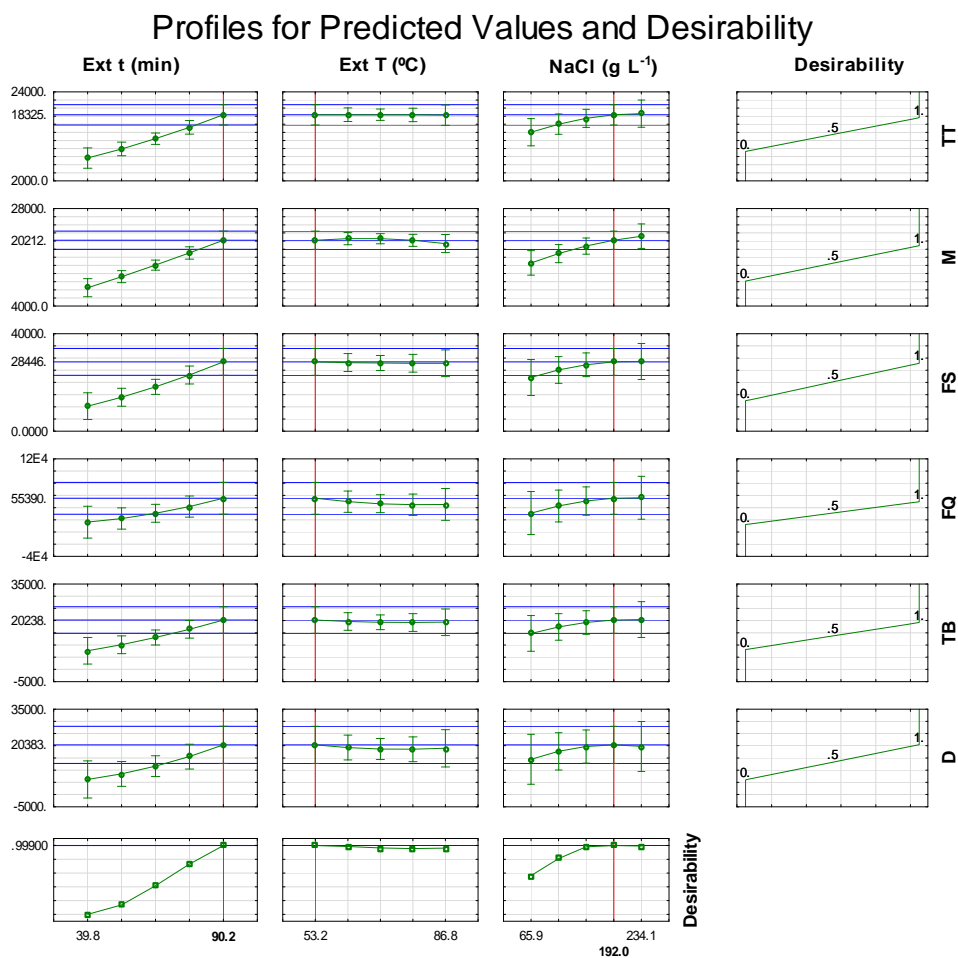 Profiles for Predicted Values and Desirability
Ext t (min) Ext T (ºC) NaCl (g L-1) Desirability
24000.
18325.
2000.0
0. .5 1.
TT
28000.
20212.
4000.0
0. .5 1.
M
40000.
28446.
0.0000
0. .5 1.
FS
12E4
55390.
-4E4
0. .5 1.
FQ
35000.
20238.
-5000.
0. .5 1.
TB
35000.
20383.
-5000.
0. .5 1.
D
.99900
Desirability
39.8 90.2 53.2 86.8 65.9 234.1
192.0